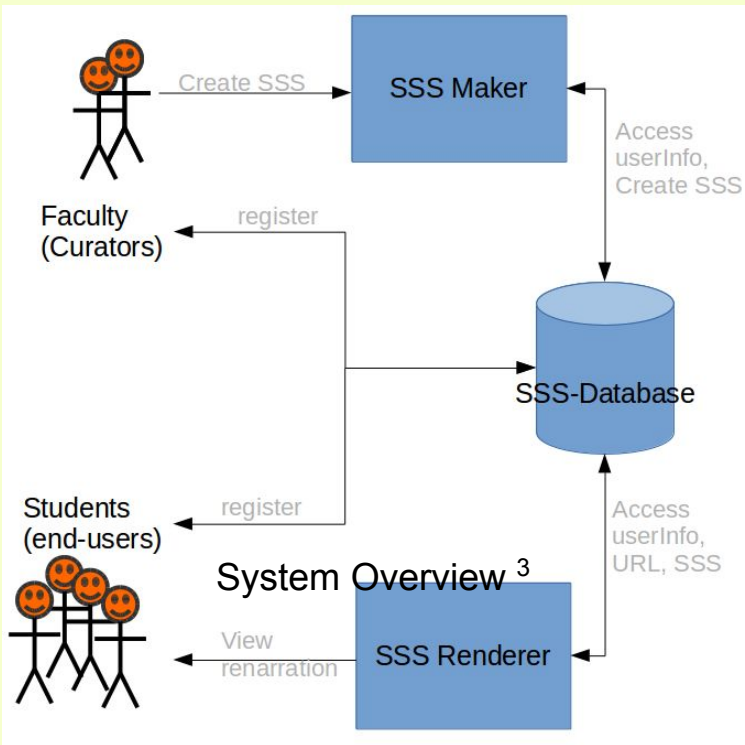 Create SSS
SSS Maker
Access
userInfo,
Create SSS
Faculty
(Curators)
register
SSS-Database
Students
(end-users)
register
Access
userInfo,
URL, SSS
System Overview ³
View
renarration
SSS Renderer